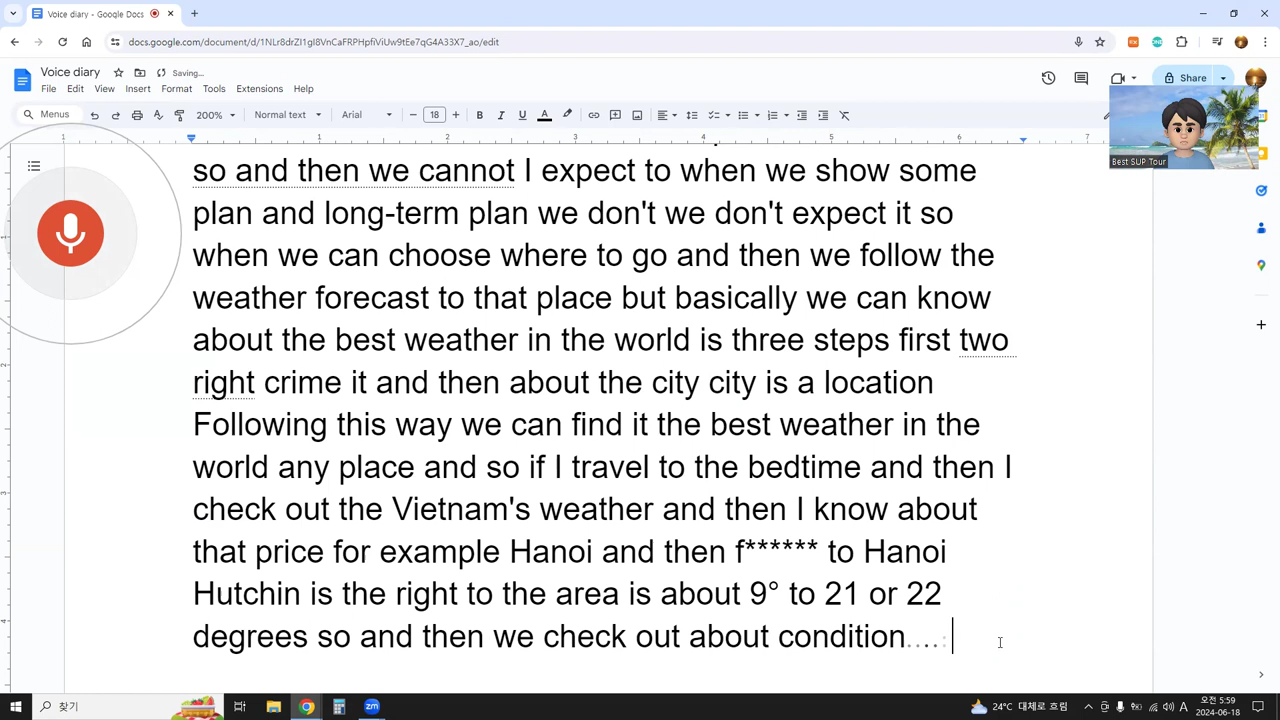 Voice diary - Google Docs
docs.google.com/document/d/1NLr8drZI1gI8VnCaFRPHpfiViUw9tEe7qG4A33X7_ao/edit
Voice diary
Saving...
File Edit View Insert Format Tools Extensions Help
Share
Menus
200%
Normal text
Arial
18
Best SUP Tour
so and then we cannot I expect to when we show some
plan and long-term plan we don't we don't expect it so
when we can choose where to go and then we follow the
weather forecast to that place but basically we can know
about the best weather in the world is three steps first two
right crime it and then about the city city is a location
Following this way we can find it the best weather in the
world any place and so if I travel to the bedtime and then I
check out the Vietnam's weather and then I know about
that price for example Hanoi and then f****** to Hanoi
Hutchin is the right to the area is about 9° to 21 or 22
degrees so and then we check out about condition....:
찾기
24°C 대체로 흐림
오전 5:59
2024-06-18